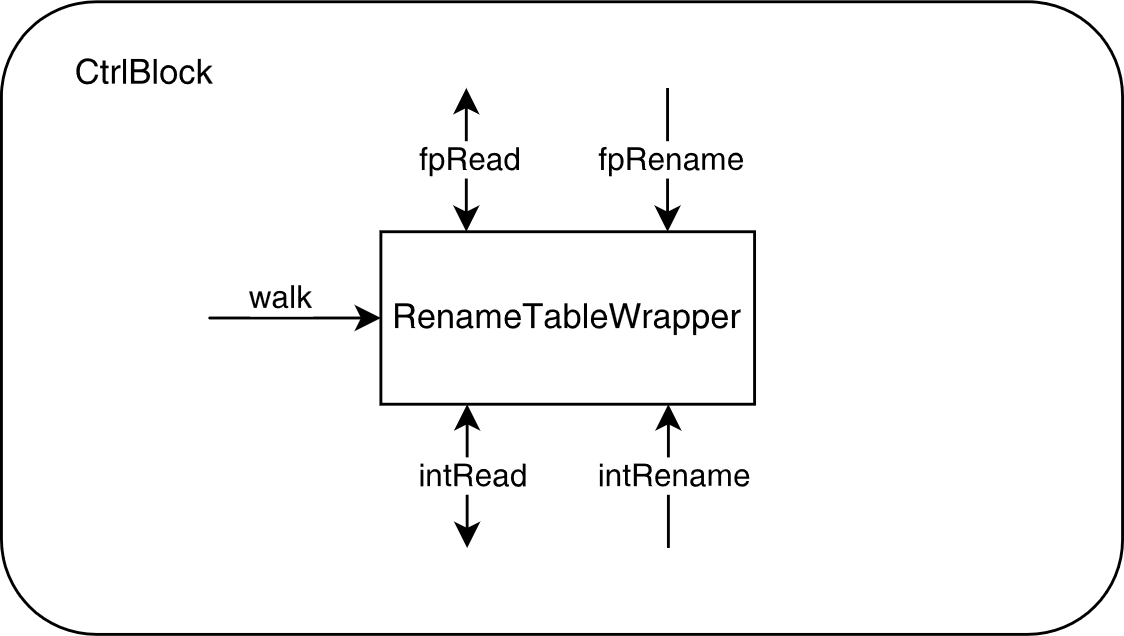 CtrlBlock
fpRead
fpRename
walk
RenameTableWrapper
intRead
intRename